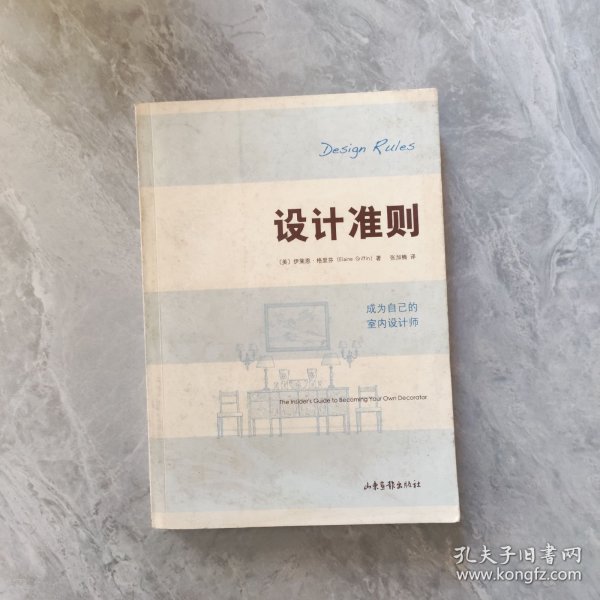 Design Rules
设计准则
〔美〕伊莱恩·格里芬（Elaine Griffin）著 张加楠 译
成为自己的
室内设计师
The Insider's Guide to Becoming Your Own Decorator
山东画报出版社
孔夫子旧书网
www.kongfz.com